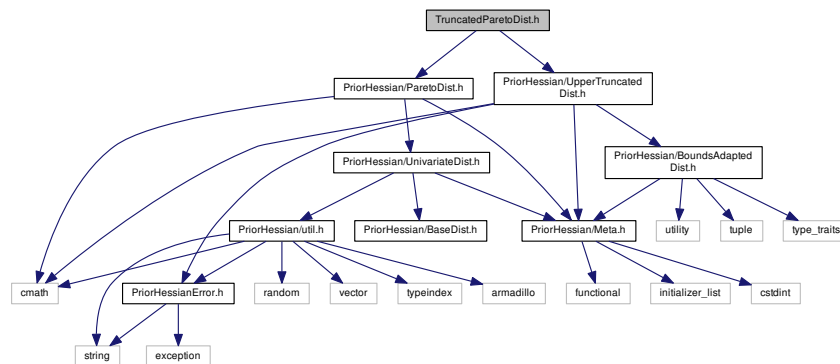 TruncatedParetoDist.h
PriorHessian/ParetoDist.h
PriorHessian/UpperTruncated
Dist.h
PriorHessian/UnivariateDist.h
PriorHessian/BoundsAdapted
Dist.h
PriorHessian/util.h
PriorHessian/BaseDist.h
PriorHessian/Meta.h
utility
tuple
type_traits
cmath
PriorHessianError.h
random
vector
typeindex
armadillo
functional
initializer_list
cstdint
string
exception